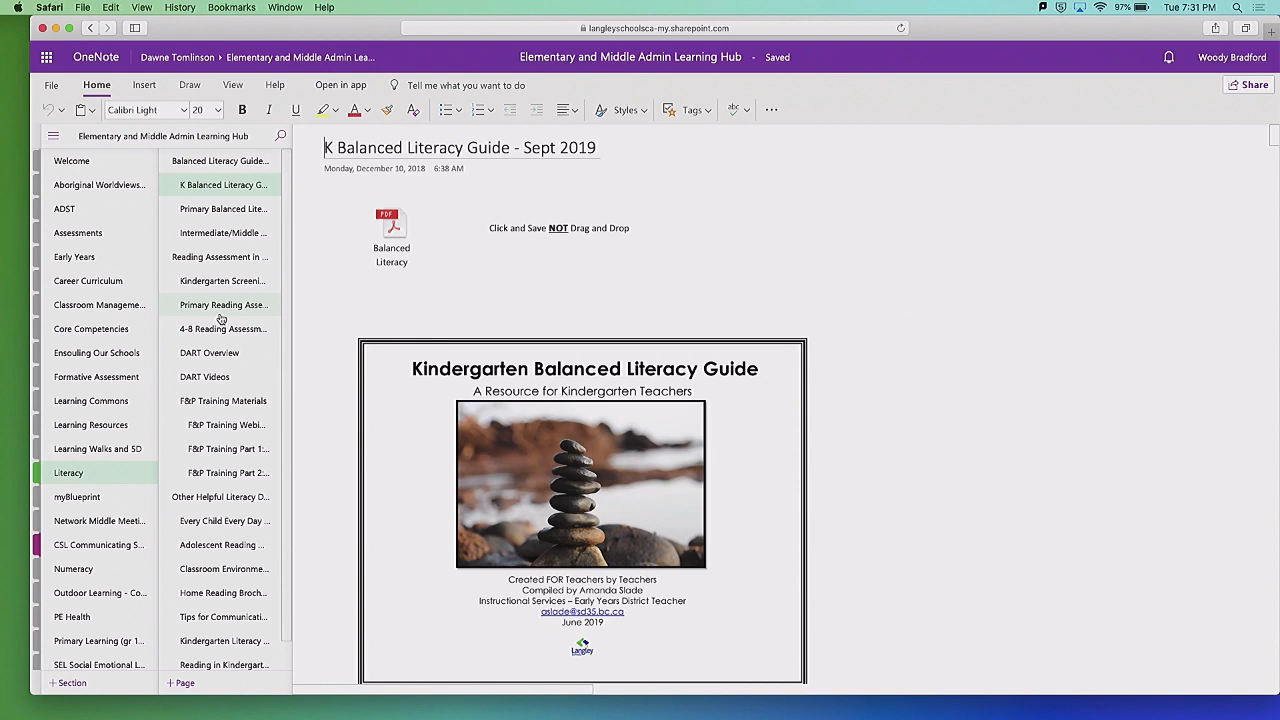 Safari File Edit View History Bookmarks Window Help 97% Tue 7:31 PM
langleyschoolsca-my.sharepoint.com
OneNote Dawne Tomlinson › Elementary and Middle Admin Lea... Elementary and Middle Admin Learning Hub - Saved Woody Bradford
File Home Insert Draw View Help Open in app Tell me what you want to do Share
Calibri Light 20 B I U A Styles Tags abc ...
Elementary and Middle Admin Learning Hub
Welcome
Aboriginal Worldviews...
ADST
Assessments
Early Years
Career Curriculum
Classroom Manageme...
Core Competencies
Ensouling Our Schools
Formative Assessment
Learning Commons
Learning Resources
Learning Walks and 5D
Literacy
myBlueprint
Network Middle Meeti...
CSL Communicating S...
Numeracy
Outdoor Learning - Co...
PE Health
Primary Learning (gr 1...
SEL Social Emotional L...
+ Section
Balanced Literacy Guide...
K Balanced Literacy G...
Primary Balanced Lite...
Intermediate/Middle ...
Reading Assessment in ...
Kindergarten Screeni...
Primary Reading Asse...
4-8 Reading Assessm...
DART Overview
DART Videos
F&P Training Materials
F&P Training Webi...
F&P Training Part 1:...
F&P Training Part 2:...
Other Helpful Literacy D...
Every Child Every Day ...
Adolescent Reading ...
Classroom Environme...
Home Reading Broch...
Tips for Communicati...
Kindergarten Literacy ...
Reading in Kindergart...
+ Page
K Balanced Literacy Guide - Sept 2019
Monday, December 10, 2018 6:38 AM
PDF
Balanced
Literacy
Click and Save NOT Drag and Drop
Kindergarten Balanced Literacy Guide
A Resource for Kindergarten Teachers
Created FOR Teachers by Teachers
Compiled by Amanda Slade
Instructional Services – Early Years District Teacher
aslade@sd35.bc.ca
June 2019
Langley